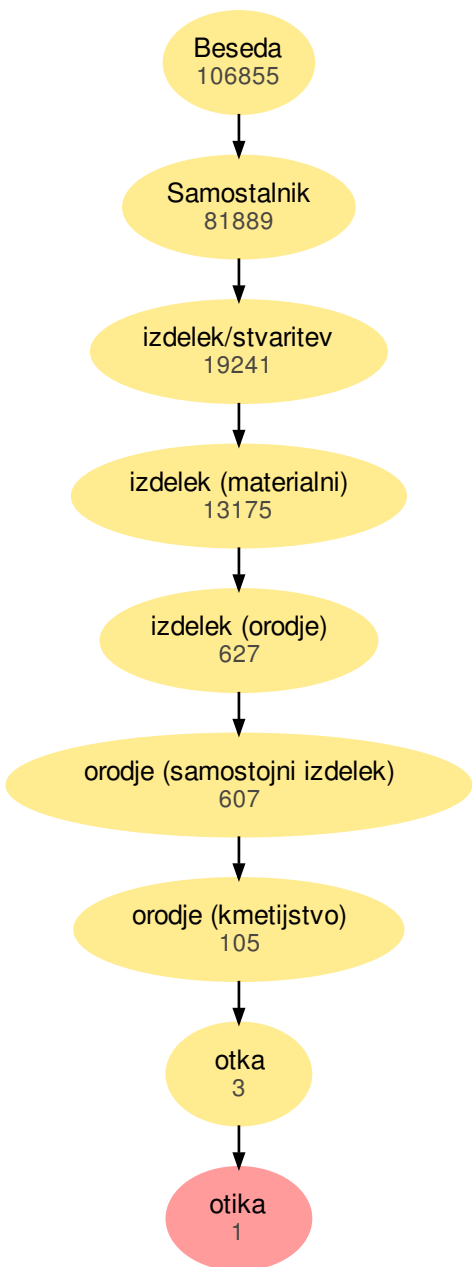 Beseda
106855
Samostalnik
81889
izdelek/stvaritev
19241
izdelek (materialni)
13175
izdelek (orodje)
627
orodje (samostojni izdelek)
607
orodje (kmetijstvo)
105
otka
3
otika
1